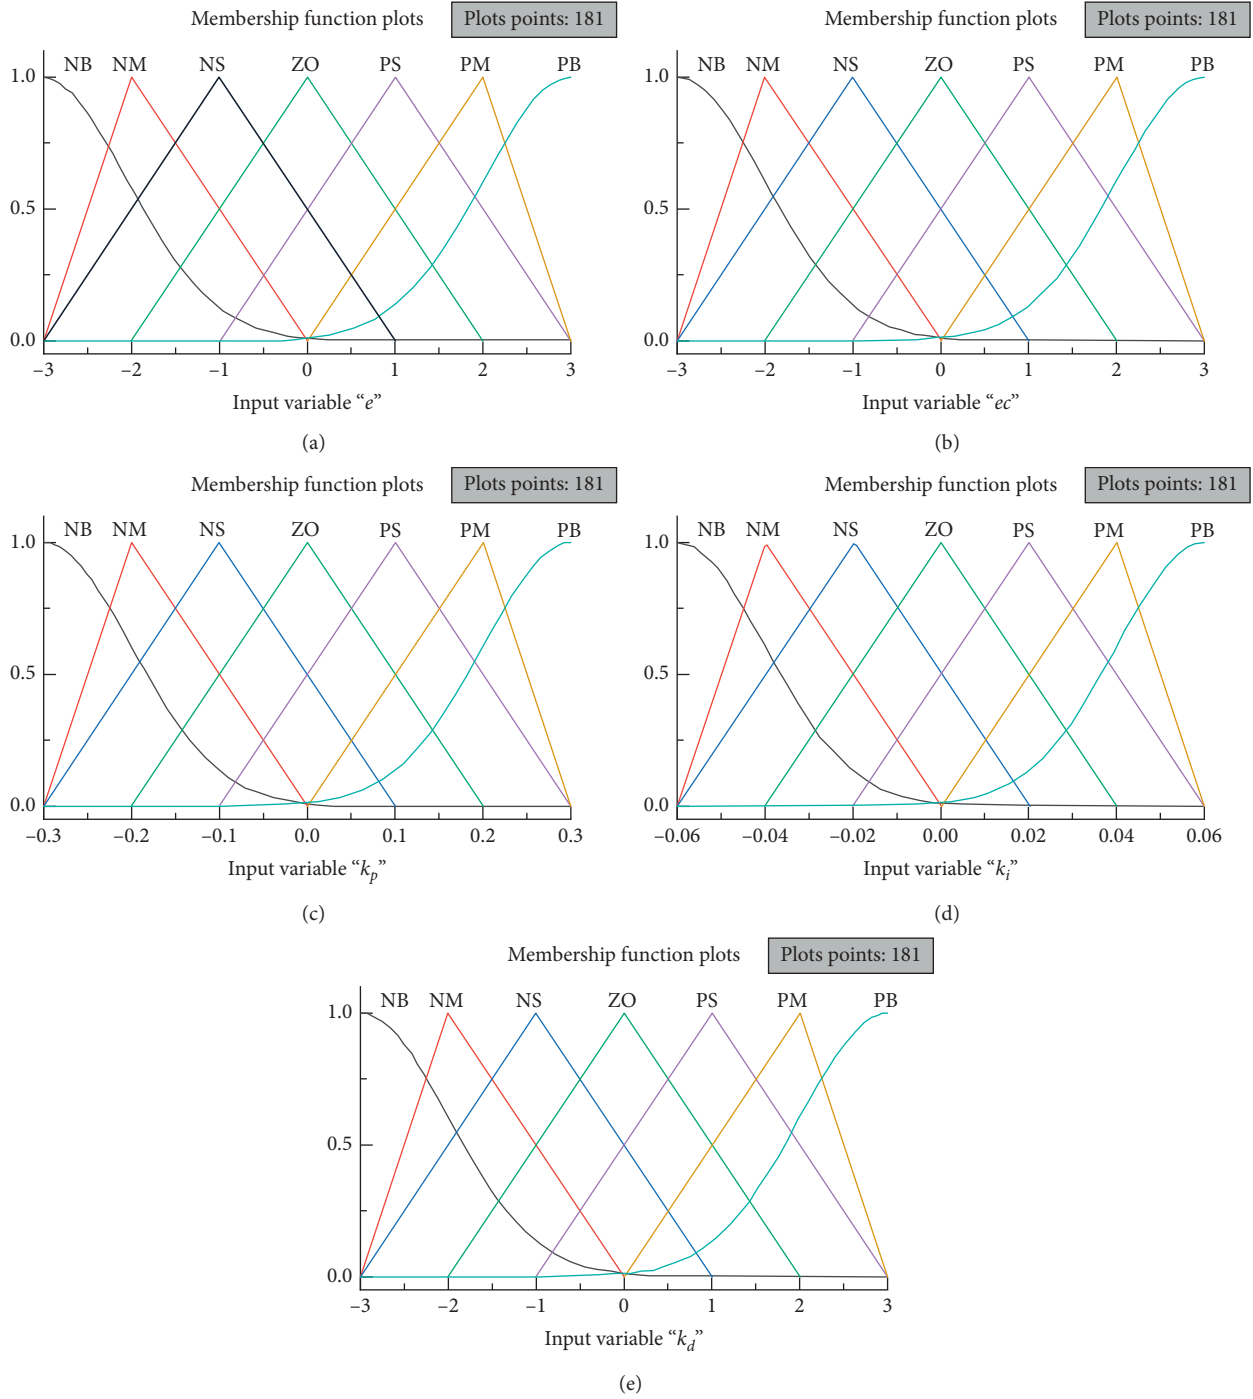 Membership function plots Plots points: 181
NB NM NS ZO PS PM PB
1.0
0.5
0.0
–3 –2 –1 0 1 2 3
Input variable “e”
(a)
Membership function plots Plots points: 181
NB NM NS ZO PS PM PB
1.0
0.5
0.0
–3 –2 –1 0 1 2 3
Input variable “ec”
(b)
Membership function plots Plots points: 181
NB NM NS ZO PS PM PB
1.0
0.5
0.0
–0.3 –0.2 –0.1 0.0 0.1 0.2 0.3
Input variable “k_p”
(c)
Membership function plots Plots points: 181
NB NM NS ZO PS PM PB
1.0
0.5
0.0
–0.06 –0.04 –0.02 0.00 0.02 0.04 0.06
Input variable “k_i”
(d)
Membership function plots Plots points: 181
NB NM NS ZO PS PM PB
1.0
0.5
0.0
–3 –2 –1 0 1 2 3
Input variable “k_d”
(e)